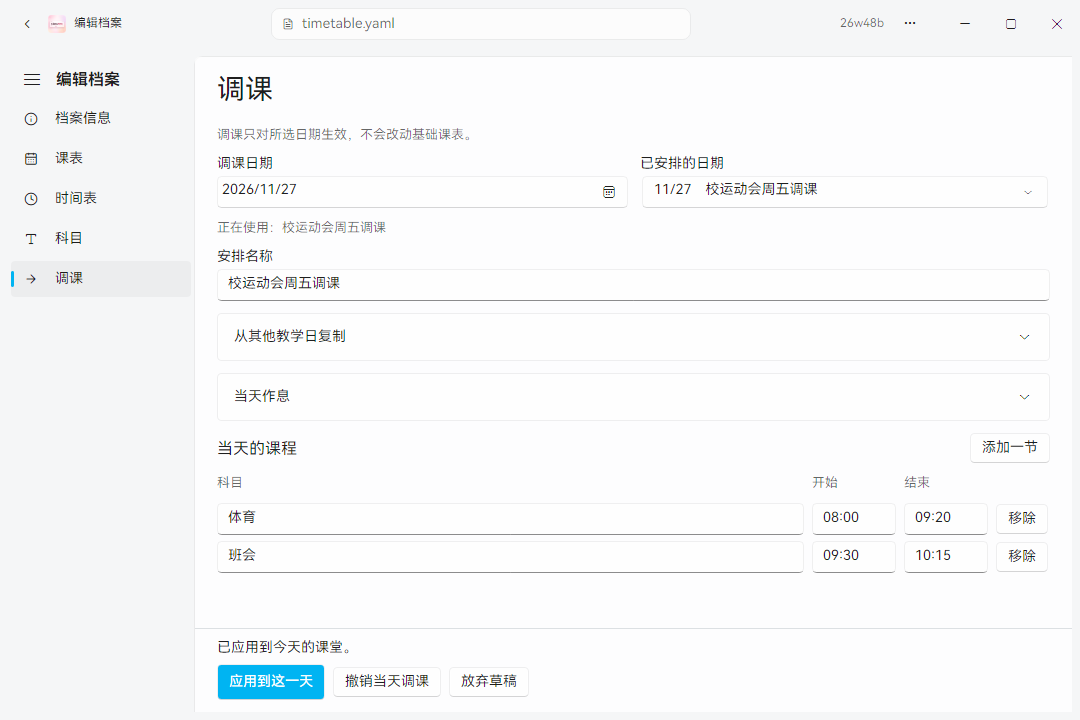 编辑档案
timetable.yaml
26w48b
编辑档案
档案信息
课表
时间表
科目
调课
调课
调课只对所选日期生效，不会改动基础课表。
调课日期
已安排的日期
2026/11/27
11/27 校运动会周五调课
正在使用：校运动会周五调课
安排名称
校运动会周五调课
从其他教学日复制
当天作息
当天的课程
添加一节
科目
开始
结束
体育
08:00
09:20
移除
班会
09:30
10:15
移除
已应用到今天的课堂。
应用到这一天
撤销当天调课
放弃草稿